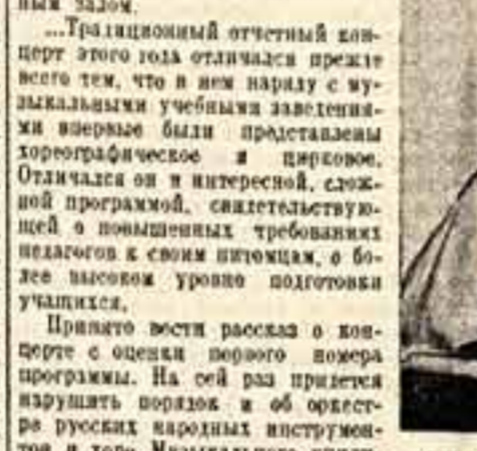 ным залом.
...Традиционный отчетный кон-
церт этого года отличался прежде
всего тем, что в нем наряду с му-
зыкальными учебными заведения-
ми впервые были представлены
хореографическое и цирковое.
Отличался он и интересной, слож-
ной программой, свидетельствую-
щей о повышенных требованиях
педагогов к своим питомцам, о бо-
лее высоком уровне подготовки
учащихся.
Принято вести рассказ о кон-
церте с оценки первого номера
программы. На сей раз придется
нарушить порядок и об оркест-
ре русских народных инструмен-
тов и хоре Музыкального